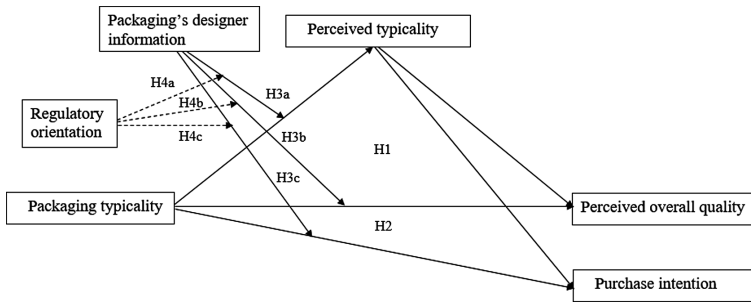 Packaging's designer
information
Perceived typicality
H4a
H3a
H4b
Regulatory
orientation
H4c
H3b
H1
H3c
Packaging typicality
Perceived overall quality
H2
Purchase intention